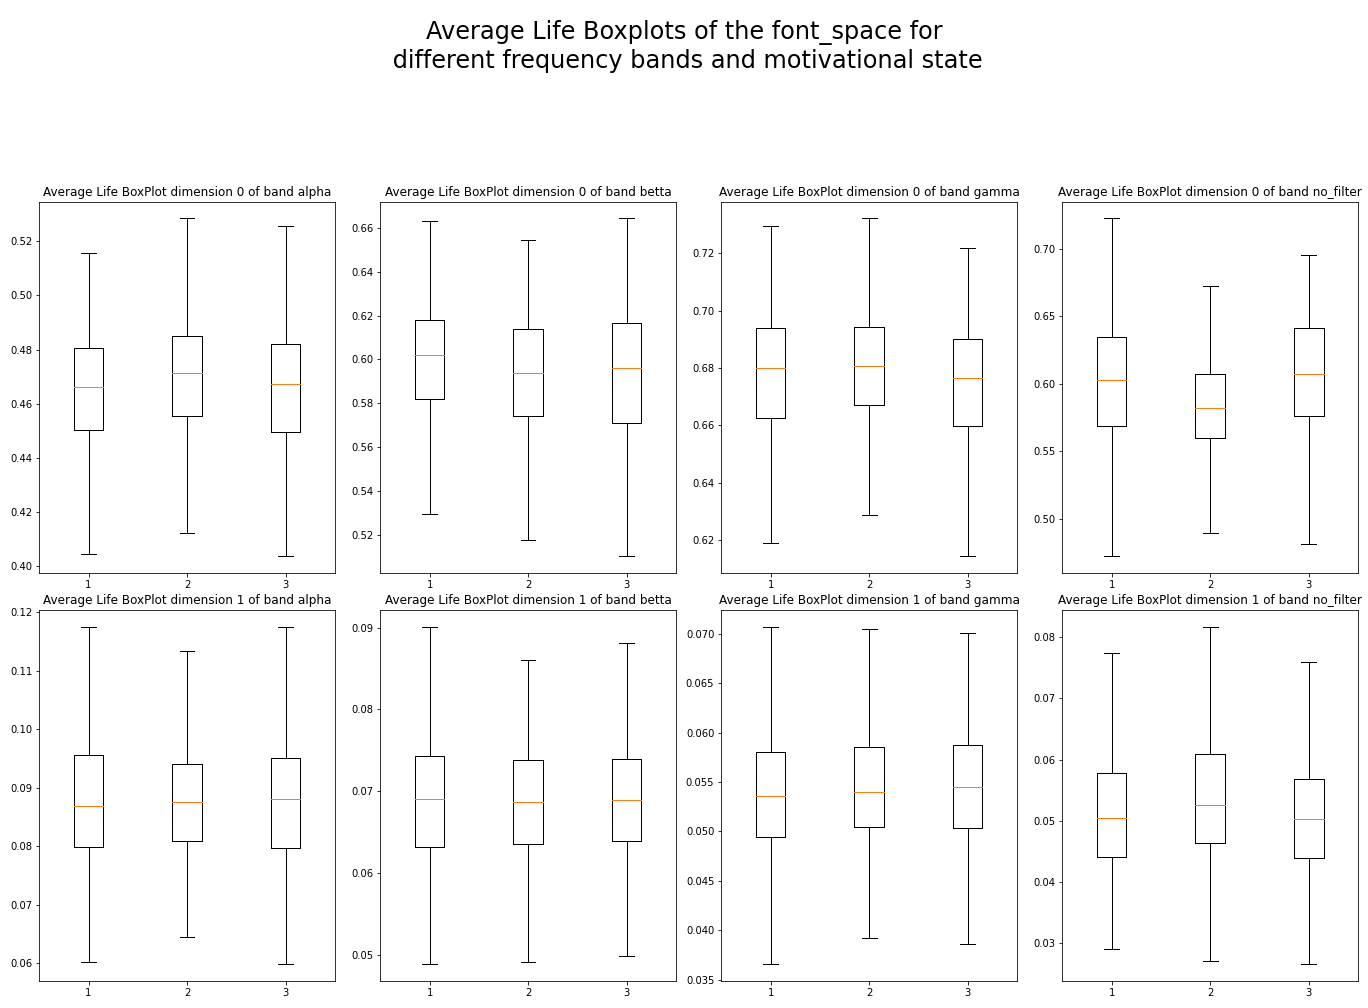 Average Life Boxplots of the font_space for
different frequency bands and motivational state
Average Life BoxPlot dimension 0 of band alpha
0.52
0.50
0.48
0.46
0.44
0.42
0.40
1 2 3
Average Life BoxPlot dimension 0 of band betta
0.66
0.64
0.62
0.60
0.58
0.56
0.54
0.52
1 2 3
Average Life BoxPlot dimension 0 of band gamma
0.72
0.70
0.68
0.66
0.64
0.62
1 2 3
Average Life BoxPlot dimension 0 of band no_filter
0.70
0.65
0.60
0.55
0.50
1 2 3
Average Life BoxPlot dimension 1 of band alpha
0.12
0.11
0.10
0.09
0.08
0.07
0.06
1 2 3
Average Life BoxPlot dimension 1 of band betta
0.09
0.08
0.07
0.06
0.05
1 2 3
Average Life BoxPlot dimension 1 of band gamma
0.070
0.065
0.060
0.055
0.050
0.045
0.040
0.035
1 2 3
Average Life BoxPlot dimension 1 of band no_filter
0.08
0.07
0.06
0.05
0.04
0.03
1 2 3